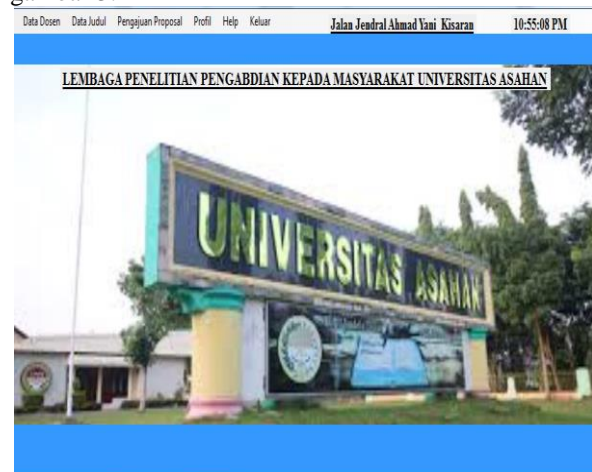 Data Dosen Data Judul Pengajuan Proposal Profil Help Keluar Jalan Jendral Ahmad Yani Kisaran 10:55:08 PM
LEMBAGA PENELITIAN PENGABDIAN KEPADA MASYARAKAT UNIVERSITAS ASAHAN
UNIVERSITAS ASAHAN